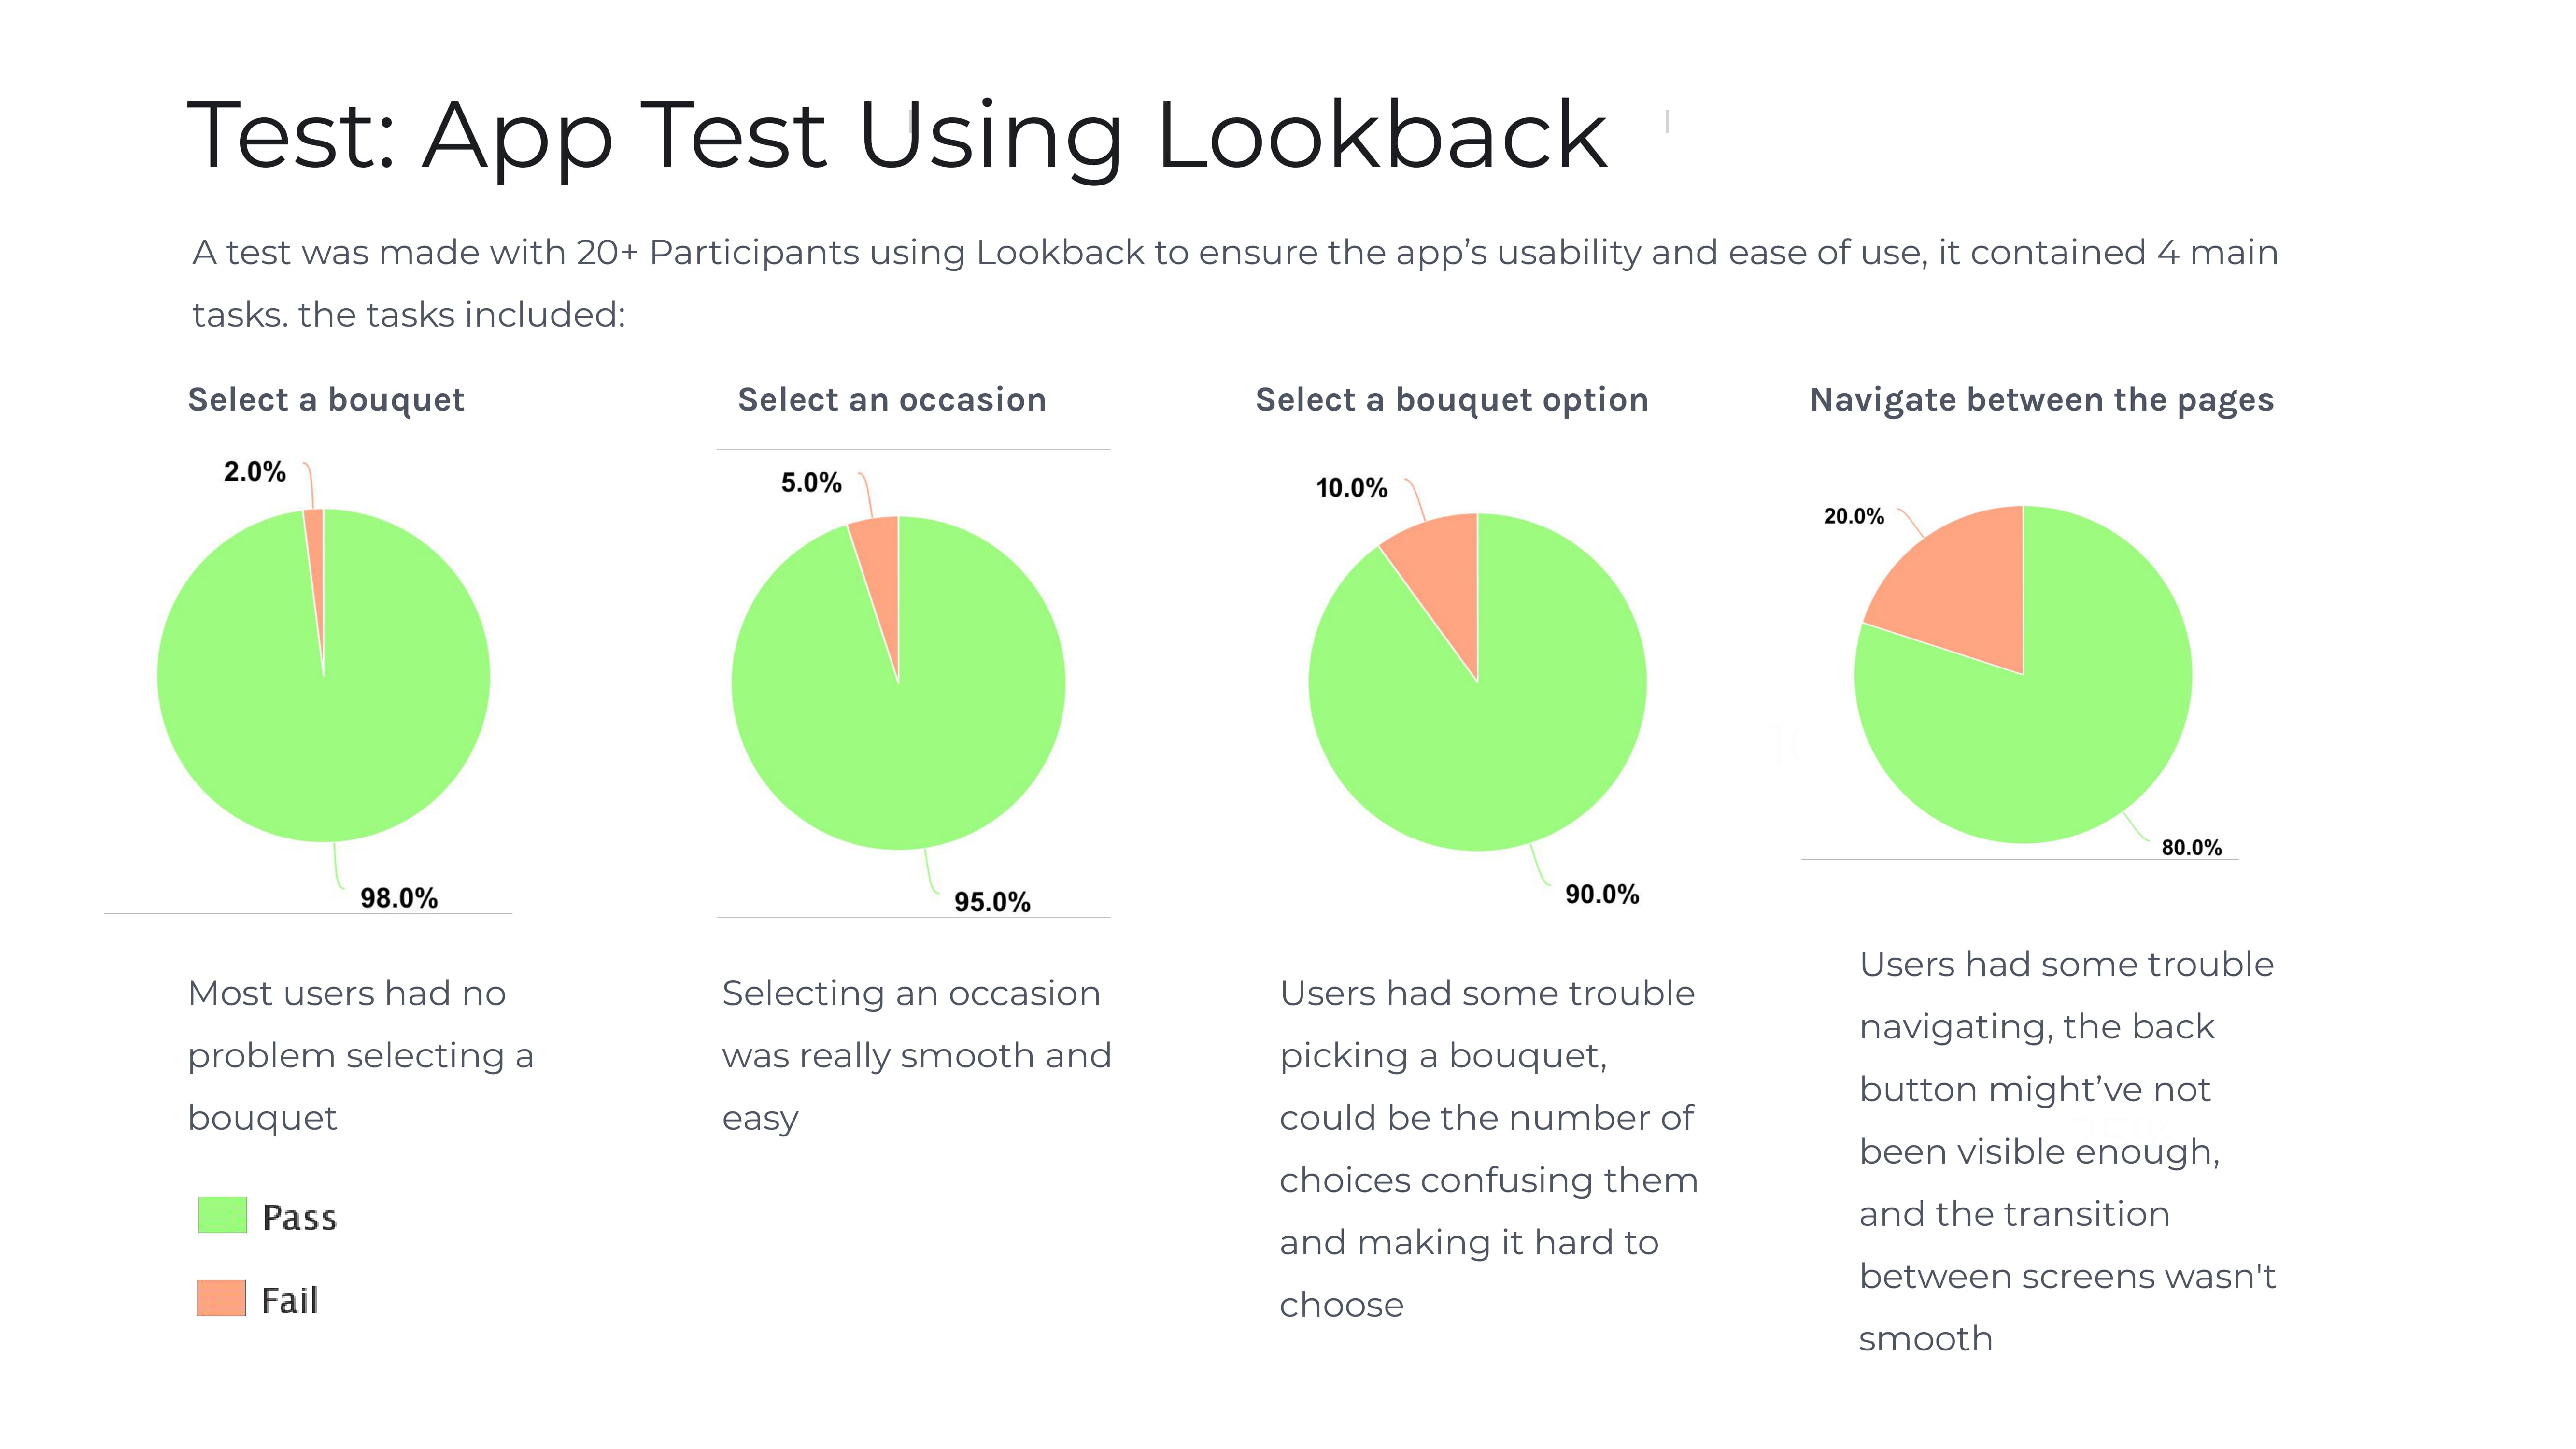 Test: App Test Using Lookback
A test was made with 20+ Participants using Lookback to ensure the app’s usability and ease of use, it contained 4 main
tasks. the tasks included:
Select a bouquet
2.0%
98.0%
Most users had no
problem selecting a
bouquet
Pass
Fail
Select an occasion
5.0%
95.0%
Selecting an occasion
was really smooth and
easy
Select a bouquet option
10.0%
90.0%
Users had some trouble
picking a bouquet,
could be the number of
choices confusing them
and making it hard to
choose
Navigate between the pages
20.0%
80.0%
Users had some trouble
navigating, the back
button might’ve not
been visible enough,
and the transition
between screens wasn't
smooth